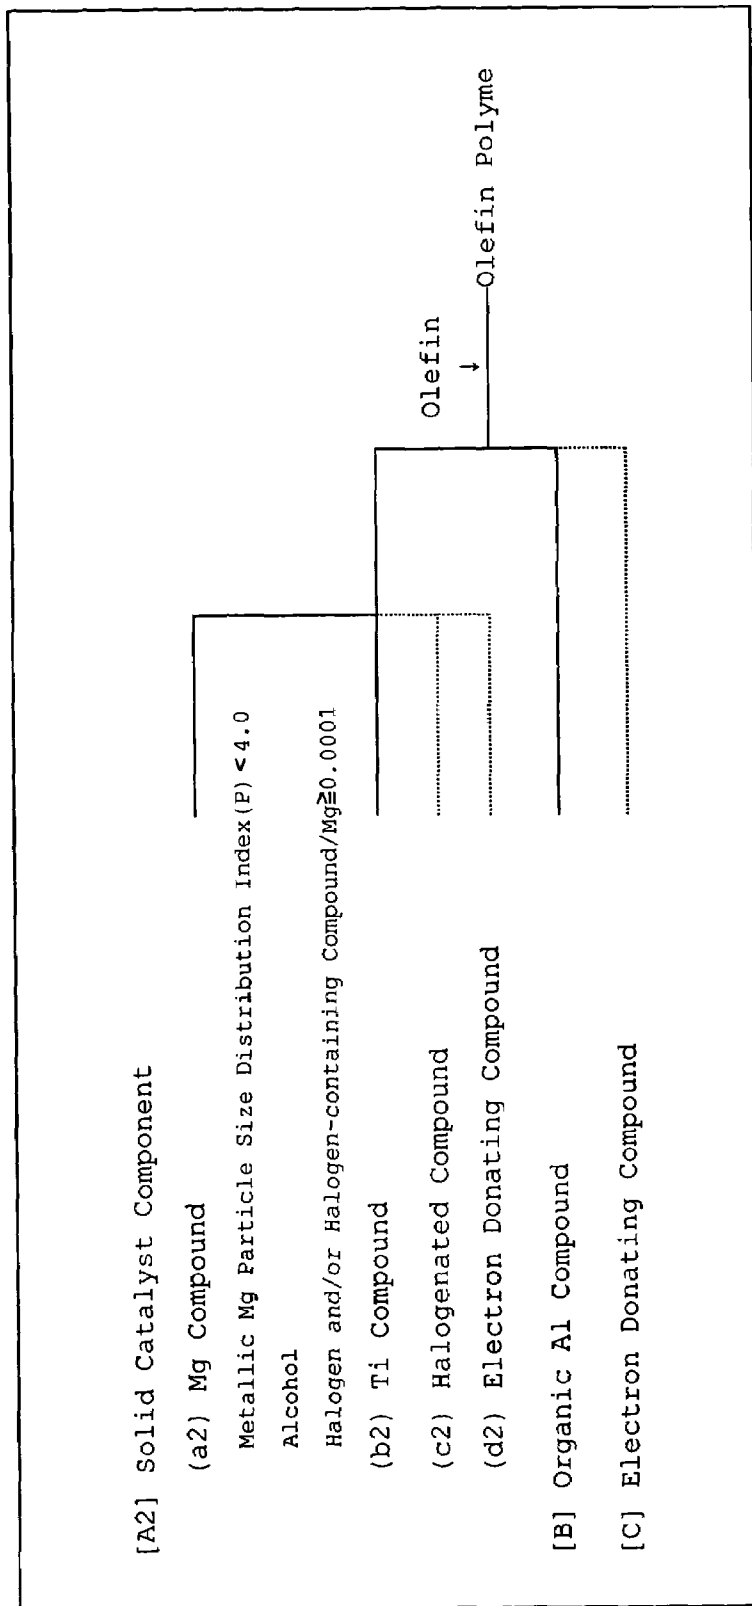 [A2] Solid Catalyst Component
(a2) Mg Compound
Metallic Mg Particle Size Distribution Index(P) < 4.0
Alcohol
Halogen and/or Halogen-containing Compound/Mg≧0.0001
(b2) Ti Compound
(c2) Halogenated Compound
(d2) Electron Donating Compound
[B] Organic Al Compound
[C] Electron Donating Compound
Olefin
↓
Olefin Polyme